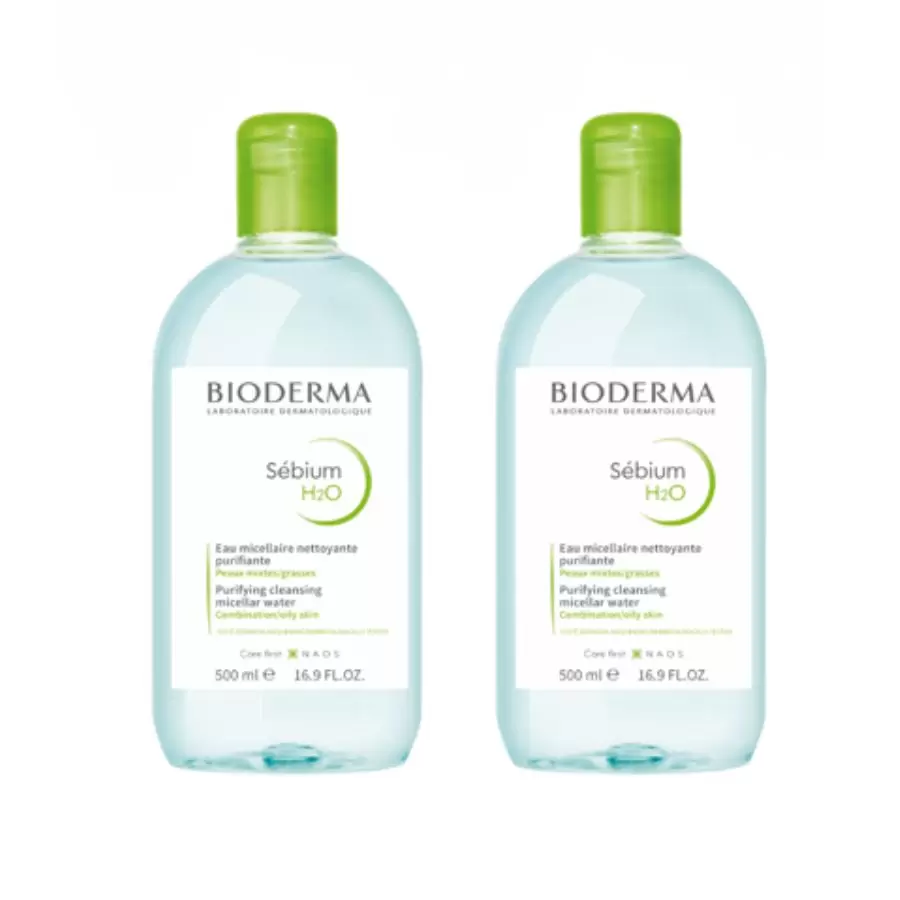 BIODERMA
LABORATOIRE DERMATOLOGIQUE
Sébium
H2O
Eau micellaire nettoyante
purifiante
Peaux mixtes/grasses
Purifying cleansing
micellar water
Combination/oily skin
Care first NAOS
500 ml ℮ 16.9 FL.OZ.
BIODERMA
LABORATOIRE DERMATOLOGIQUE
Sébium
H2O
Eau micellaire nettoyante
purifiante
Peaux mixtes/grasses
Purifying cleansing
micellar water
Combination/oily skin
Care first NAOS
500 ml ℮ 16.9 FL.OZ.